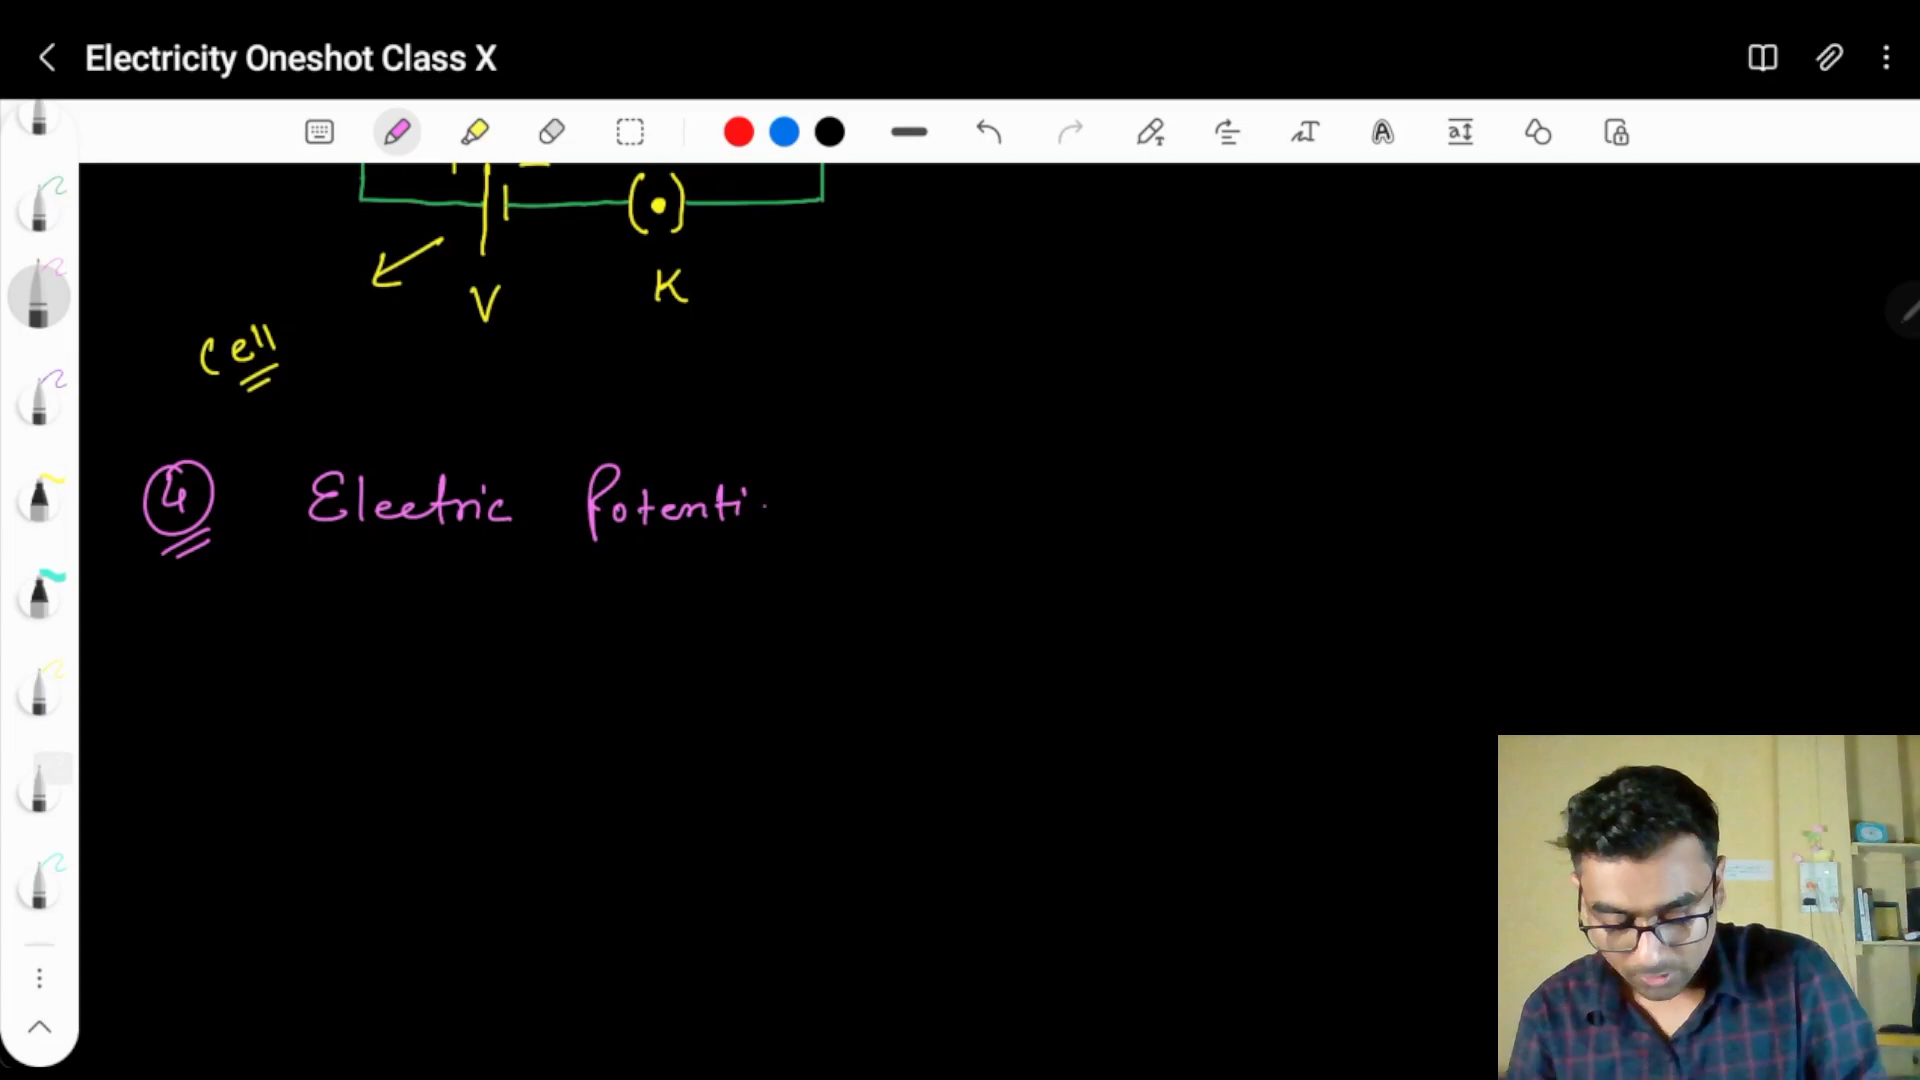 Electricity Oneshot Class X
V
K
Cell
4 Electric Potenti